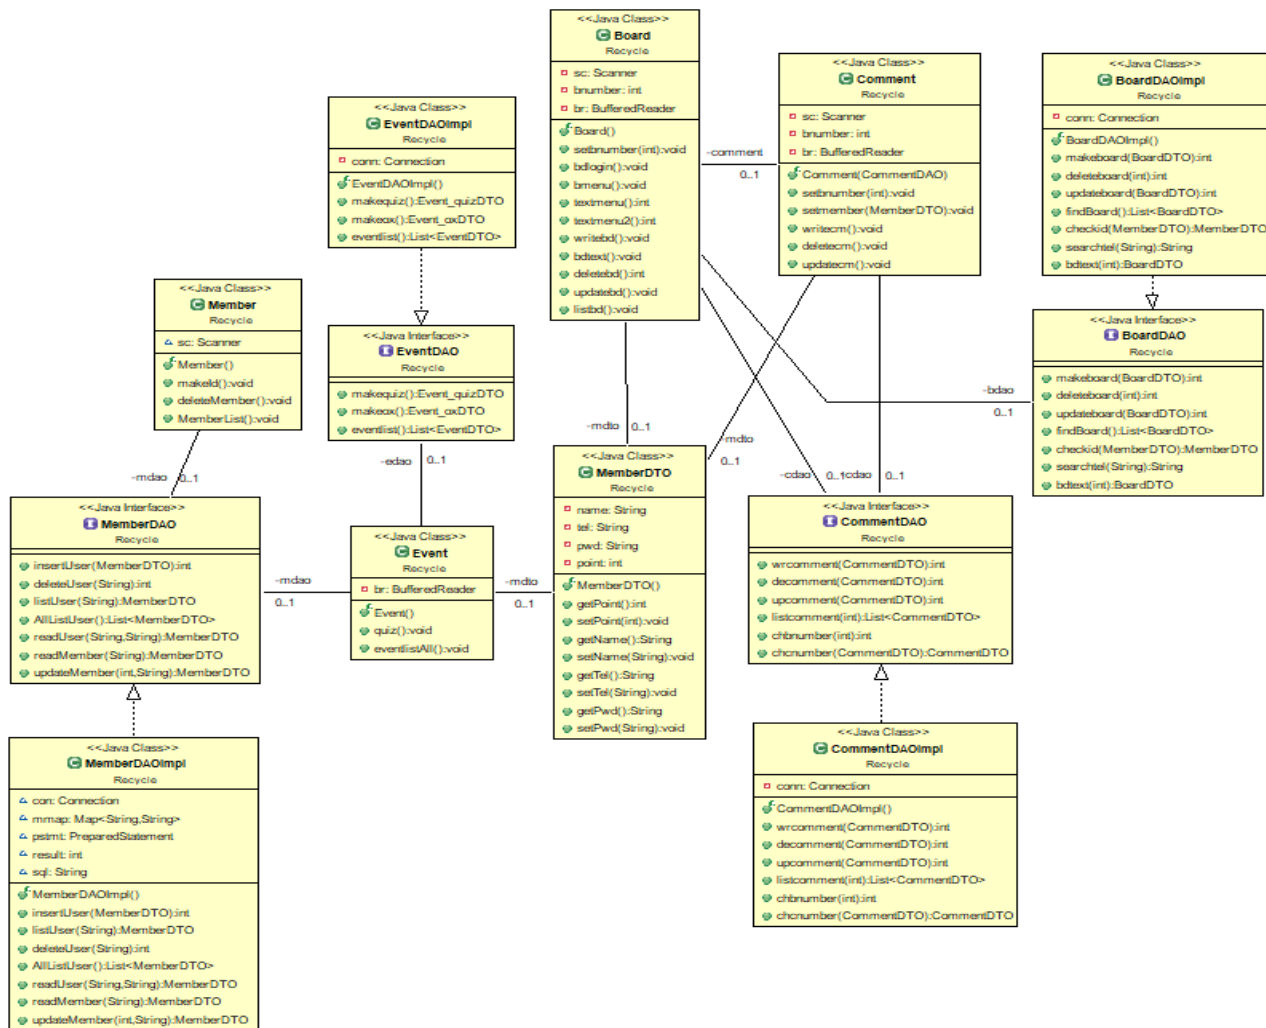 <<Java Class>>
Board
Recycle
sc: Scanner
bnumber: int
br: BufferedReader
Board()
setbnumber(int):void
bdlogin():void
bmenu():void
textmenu():int
textmenu2():int
writebd():void
bdtext():void
deletebd():int
updatebd():void
listbd():void
<<Java Class>>
Comment
Recycle
sc: Scanner
bnumber: int
br: BufferedReader
Comment(CommentDAO)
setbnumber(int):void
setmember(MemberDTO):void
writecm():void
deletecm():void
updatecm():void
<<Java Class>>
BoardDAOImpl
Recycle
conn: Connection
BoardDAOImpl()
makeboard(BoardDTO):int
deleteboard(int):int
updateboard(BoardDTO):int
findBoard():List<BoardDTO>
checkid(MemberDTO):MemberDTO
searchtel(String):String
bdtext(int):BoardDTO
<<Java Class>>
EventDAOImpl
Recycle
conn: Connection
EventDAOImpl()
makequiz():Event_quizDTO
makeox():Event_oxDTO
eventlist():List<EventDTO>
-comment
0..1
<<Java Class>>
Member
Recycle
sc: Scanner
Member()
makeId():void
deleteMember():void
MemberList():void
<<Java Interface>>
EventDAO
Recycle
makequiz():Event_quizDTO
makeox():Event_oxDTO
eventlist():List<EventDTO>
<<Java Interface>>
BoardDAO
Recycle
makeboard(BoardDTO):int
deleteboard(int):int
updateboard(BoardDTO):int
findBoard():List<BoardDTO>
checkid(MemberDTO):MemberDTO
searchtel(String):String
bdtext(int):BoardDTO
-bdao
0..1
-mdto 0..1
-mdto
0..1
-edao 0..1
-mdao 0..1
-cdao 0..1
cdao 0..1
<<Java Interface>>
MemberDAO
Recycle
insertUser(MemberDTO):int
deleteUser(String):int
listUser(String):MemberDTO
AllListUser():List<MemberDTO>
readUser(String,String):MemberDTO
readMember(String):MemberDTO
updateMember(int,String):MemberDTO
-mdao
0..1
<<Java Class>>
Event
Recycle
br: BufferedReader
Event()
quiz():void
eventlistAll():void
-mdto
0..1
<<Java Class>>
MemberDTO
Recycle
name: String
tel: String
pwd: String
point: int
MemberDTO()
getPoint():int
setPoint(int):void
getName():String
setName(String):void
getTel():String
setTel(String):void
getPwd():String
setPwd(String):void
<<Java Interface>>
CommentDAO
Recycle
wrcomment(CommentDTO):int
decomment(CommentDTO):int
upcomment(CommentDTO):int
listcomment(int):List<CommentDTO>
chbnumber(int):int
chcnumber(CommentDTO):CommentDTO
<<Java Class>>
MemberDAOImpl
Recycle
con: Connection
mmap: Map<String,String>
pstmt: PreparedStatement
result: int
sql: String
MemberDAOImpl()
insertUser(MemberDTO):int
listUser(String):MemberDTO
deleteUser(String):int
AllListUser():List<MemberDTO>
readUser(String,String):MemberDTO
readMember(String):MemberDTO
updateMember(int,String):MemberDTO
<<Java Class>>
CommentDAOImpl
Recycle
conn: Connection
CommentDAOImpl()
wrcomment(CommentDTO):int
decomment(CommentDTO):int
upcomment(CommentDTO):int
listcomment(int):List<CommentDTO>
chbnumber(int):int
chcnumber(CommentDTO):CommentDTO